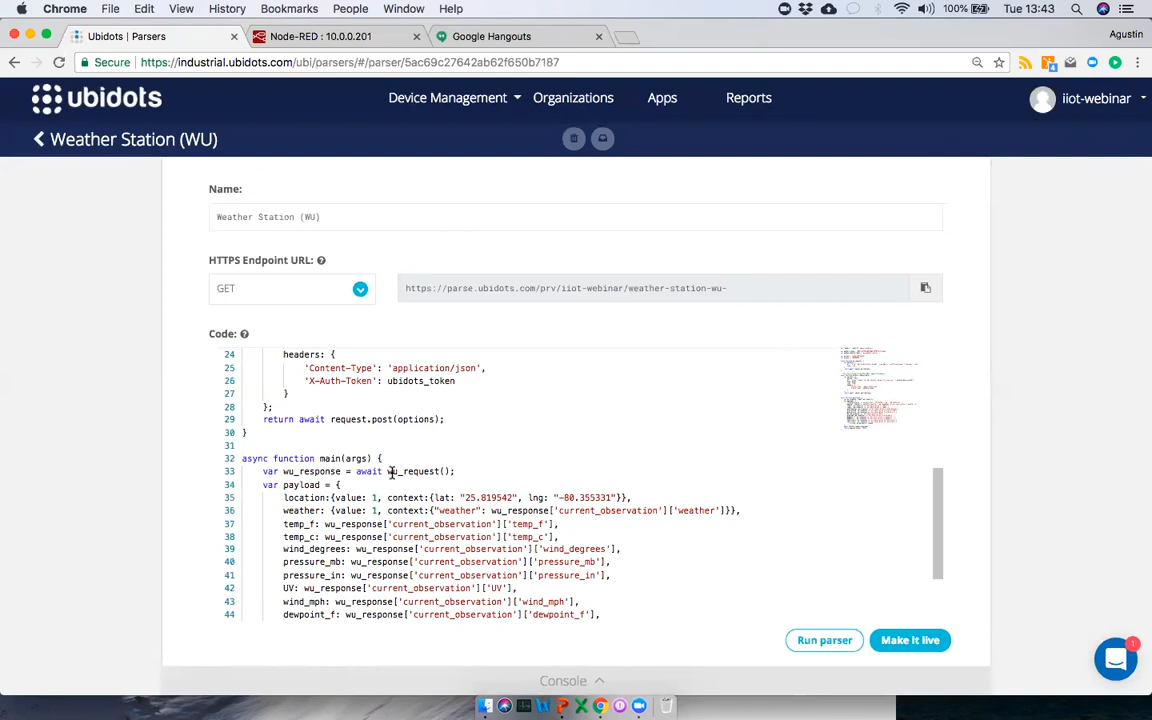 Chrome File Edit View History Bookmarks People Window Help 100% Tue 13:43
Ubidots | Parsers Node-RED : 10.0.0.201 Google Hangouts Agustin
Secure https://industrial.ubidots.com/ubi/parsers/#/parser/5ac69c27642ab62f650b7187
ubidots Device Management Organizations Apps Reports iiot-webinar
Weather Station (WU)
Name:
Weather Station (WU)
HTTPS Endpoint URL:
GET https://parse.ubidots.com/prv/iiot-webinar/weather-station-wu-
Code:
24 headers: {
25 'Content-Type': 'application/json',
26 'X-Auth-Token': ubidots_token
27 }
28 };
29 return await request.post(options);
30 }
31
32 async function main(args) {
33 var wu_response = await wu_request();
34 var payload = {
35 location:{value: 1, context:{lat: "25.819542", lng: "-80.355331"}},
36 weather: {value: 1, context:{"weather": wu_response['current_observation']['weather']}},
37 temp_f: wu_response['current_observation']['temp_f'],
38 temp_c: wu_response['current_observation']['temp_c'],
39 wind_degrees: wu_response['current_observation']['wind_degrees'],
40 pressure_mb: wu_response['current_observation']['pressure_mb'],
41 pressure_in: wu_response['current_observation']['pressure_in'],
42 UV: wu_response['current_observation']['UV'],
43 wind_mph: wu_response['current_observation']['wind_mph'],
44 dewpoint_f: wu_response['current_observation']['dewpoint_f'],
Run parser Make it live
1
Console